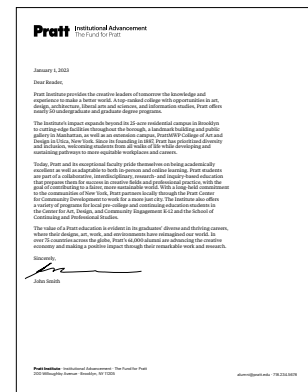 Pratt Institutional Advancement
The Fund for Pratt
January 1, 2023
Dear Reader,
Pratt Institute provides the creative leaders of tomorrow the knowledge and
experience to make a better world. A top-ranked college with opportunities in art,
design, architecture, liberal arts and sciences, and information studies, Pratt offers
nearly 50 undergraduate and graduate degree programs.
The Institute's impact expands beyond its 25-acre residential campus in Brooklyn
to cutting-edge facilities throughout the borough, a landmark building and public
gallery in Manhattan, as well as an extension campus, PrattMWP College of Art and
Design in Utica, New York. Since its founding in 1887, Pratt has prioritized diversity
and inclusion, welcoming students from all walks of life while developing and
sustaining pathways to more equitable workplaces and careers.
Today, Pratt and its exceptional faculty pride themselves on being academically
excellent as well as adaptable to both in-person and online learning. Pratt students
are part of a collaborative, interdisciplinary, research- and inquiry-based education
that prepares them for success in creative fields and professional practice, with the
goal of contributing to a fairer, more sustainable world. With a long-held commitment
to the communities of New York, Pratt partners locally through the Pratt Center
for Community Development to work for a more just city. The Institute also offers
a variety of programs for local pre-college and continuing education students in
the Center for Art, Design, and Community Engagement K-12 and the School of
Continuing and Professional Studies.
The value of a Pratt education is evident in its graduates' diverse and thriving careers,
where their designs, art, work, and environments have reimagined our world. In
over 75 countries across the globe, Pratt's 61,000 alumni are advancing the creative
economy and making a positive impact through their remarkable work and research.
Sincerely,
John Smith
Pratt Institute · Institutional Advancement · The Fund for Pratt
200 Willoughby Avenue · Brooklyn, NY 11205
alumni@pratt.edu · 718.234.5678